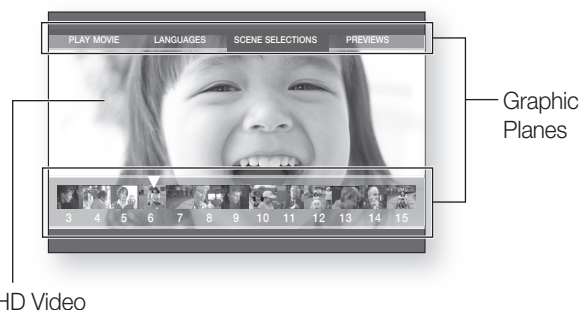 PLAY MOVIE LANGUAGES SCENE SELECTIONS PREVIEWS
Graphic
Planes
3 4 5 6 7 8 9 10 11 12 13 14 15
HD Video